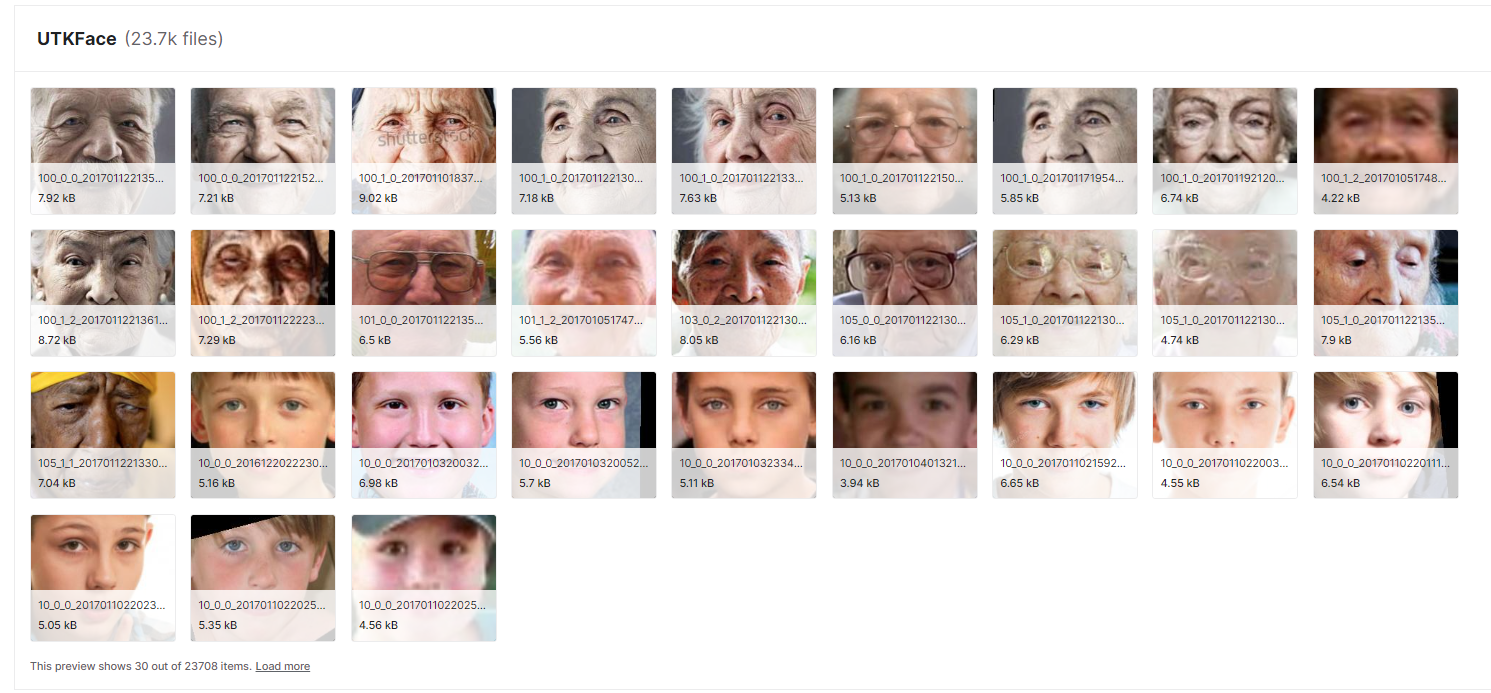 UTKFace (23.7k files)
shutterstock
100_0_0_201701122135...
7.92 kB
100_0_0_201701122152...
7.21 kB
100_1_0_201701101837...
9.02 kB
100_1_0_201701122130...
7.18 kB
100_1_0_201701122133...
7.63 kB
100_1_0_201701122150...
5.13 kB
100_1_0_201701171954...
5.85 kB
100_1_0_201701192120...
6.74 kB
100_1_2_201701051748...
4.22 kB
100_1_2_2017011221361...
8.72 kB
100_1_2_201701122223...
7.29 kB
101_0_0_201701122135...
6.5 kB
101_1_2_201701051747...
5.56 kB
103_0_2_201701122130...
8.05 kB
105_0_0_201701122130...
6.16 kB
105_1_0_201701122130...
6.29 kB
105_1_0_201701122130...
4.74 kB
105_1_0_201701122135...
7.9 kB
105_1_1_2017011221330...
7.04 kB
10_0_0_2016122022230...
5.16 kB
10_0_0_2017010320032...
6.98 kB
10_0_0_2017010320052...
5.7 kB
10_0_0_201701032334...
5.11 kB
10_0_0_2017010401321...
3.94 kB
10_0_0_2017011021592...
6.65 kB
10_0_0_2017011022003...
4.55 kB
10_0_0_20170110220111...
6.54 kB
10_0_0_2017011022023...
5.05 kB
10_0_0_2017011022025...
5.35 kB
10_0_0_2017011022025...
4.56 kB
This preview shows 30 out of 23708 items. Load more